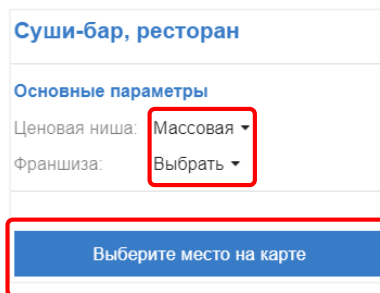 Суши-бар, ресторан
Основные параметры
Ценовая ниша: Массовая
Франшиза: Выбрать
Выберите место на карте